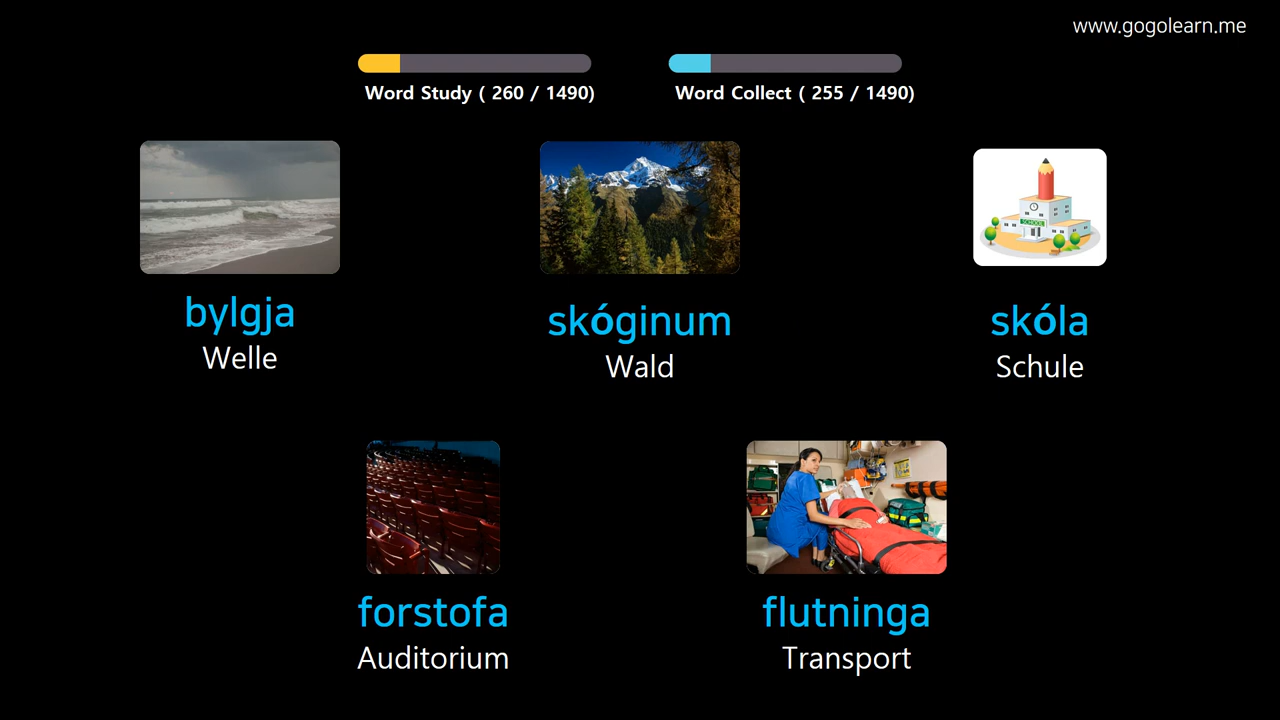 www.gogolearn.me
Word Study ( 260 / 1490)
Word Collect ( 255 / 1490)
bylgja
Welle
skóginum
Wald
SCHOOL
skóla
Schule
forstofa
Auditorium
flutninga
Transport